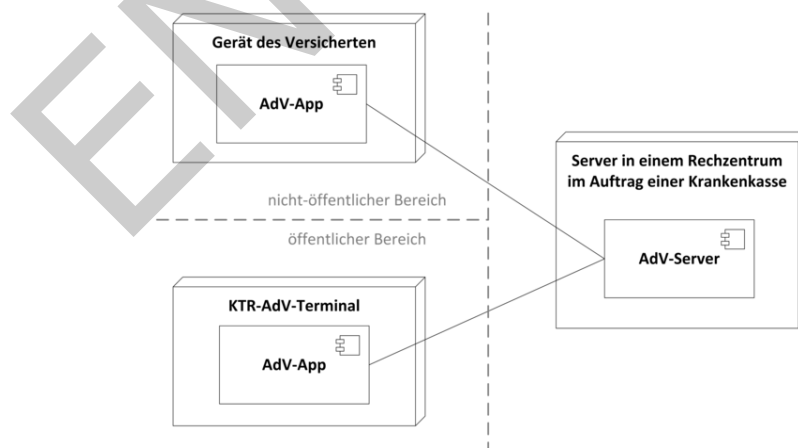 Gerät des Versicherten
AdV-App
nicht-öffentlicher Bereich
öffentlicher Bereich
KTR-AdV-Terminal
AdV-App
Server in einem Rechzentrum
im Auftrag einer Krankenkasse
AdV-Server